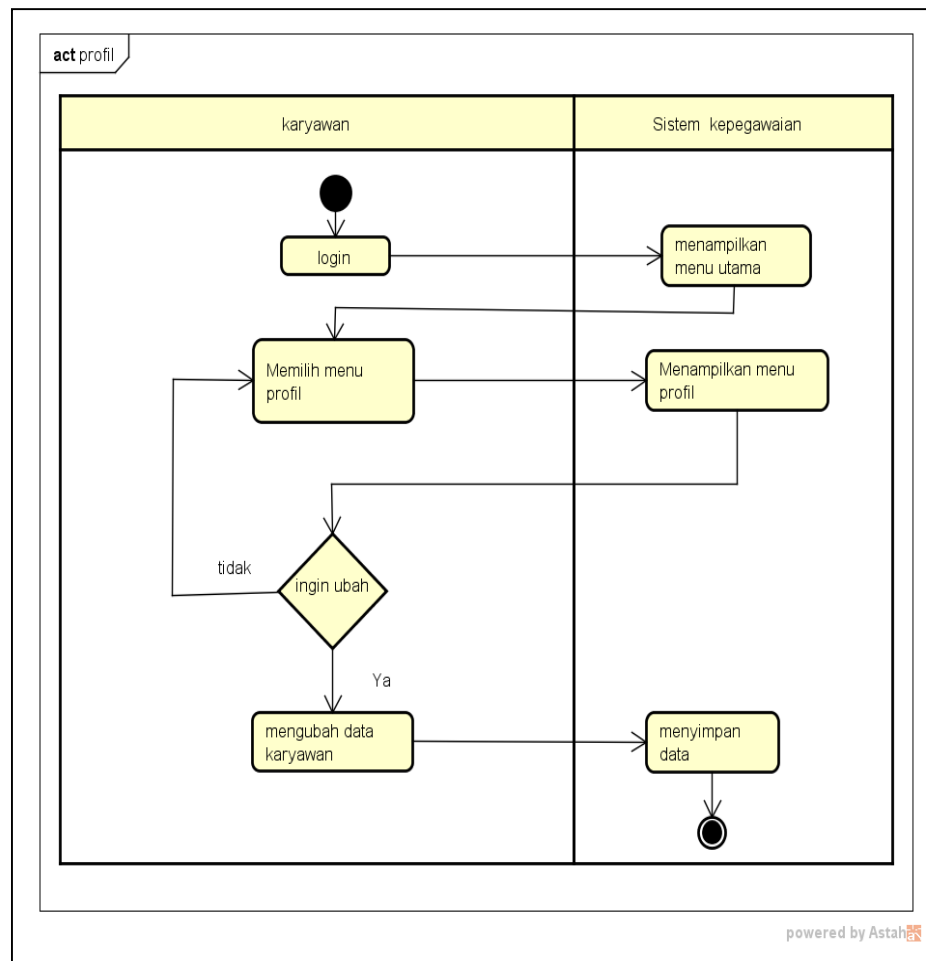 act profil
karyawan
Sistem kepegawaian
login
menampilkan
menu utama
Memilih menu
profil
Menampilkan menu
profil
tidak
ingin ubah
Ya
mengubah data
karyawan
menyimpan
data
powered by Astah